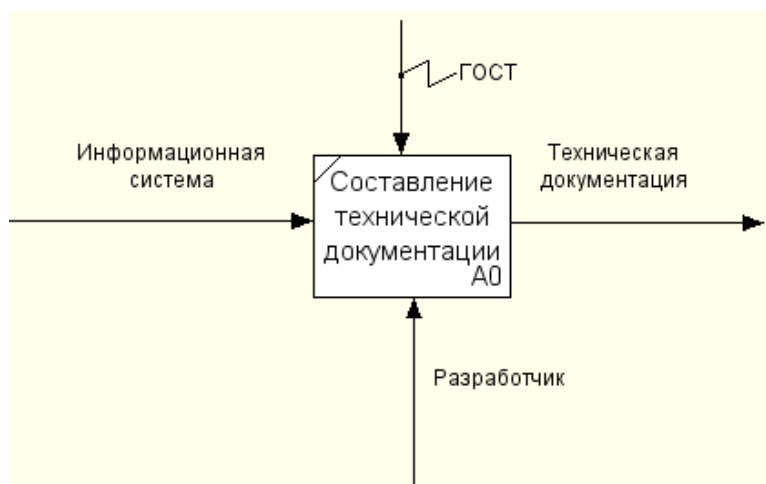 ГОСТ
Информационная
система
Техническая
документация
Составление
технической
документации
A0
Разработчик